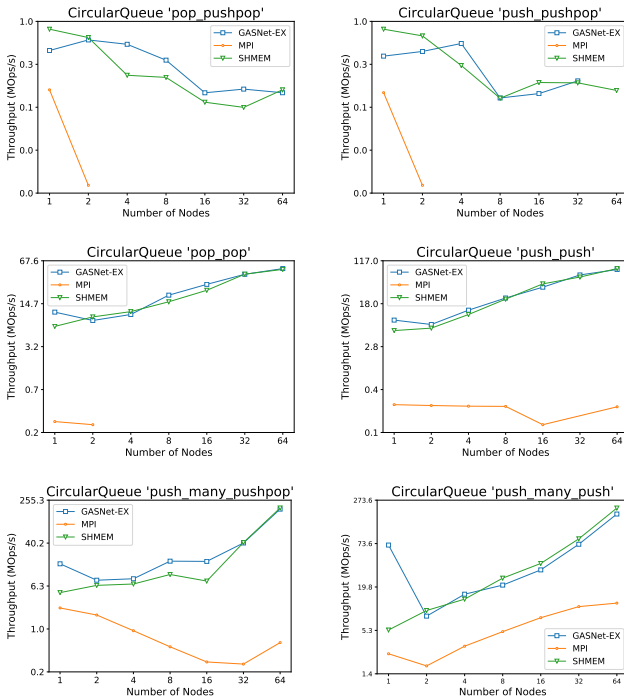 CircularQueue 'pop_pushpop'
Throughput (MOps/s)
1.0
0.3
0.1
0.0
0.0
GASNet-EX
MPI
SHMEM
1 2 4 8 16 32 64
Number of Nodes
CircularQueue 'push_pushpop'
Throughput (MOps/s)
1.0
0.3
0.1
0.0
0.0
GASNet-EX
MPI
SHMEM
1 2 4 8 16 32 64
Number of Nodes
CircularQueue 'pop_pop'
Throughput (MOps/s)
67.6
14.7
3.2
0.7
0.2
GASNet-EX
MPI
SHMEM
1 2 4 8 16 32 64
Number of Nodes
CircularQueue 'push_push'
Throughput (MOps/s)
117.0
18.0
2.8
0.4
0.1
GASNet-EX
MPI
SHMEM
1 2 4 8 16 32 64
Number of Nodes
CircularQueue 'push_many_pushpop'
Throughput (MOps/s)
255.3
40.2
6.3
1.0
0.2
GASNet-EX
MPI
SHMEM
1 2 4 8 16 32 64
Number of Nodes
CircularQueue 'push_many_push'
Throughput (MOps/s)
273.6
73.6
19.8
5.3
1.4
GASNet-EX
MPI
SHMEM
1 2 4 8 16 32 64
Number of Nodes